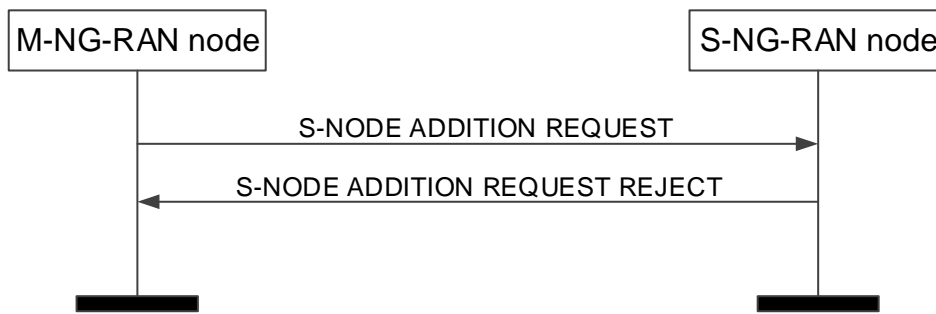 M-NG-RAN node
S-NG-RAN node
S-NODE ADDITION REQUEST
S-NODE ADDITION REQUEST REJECT